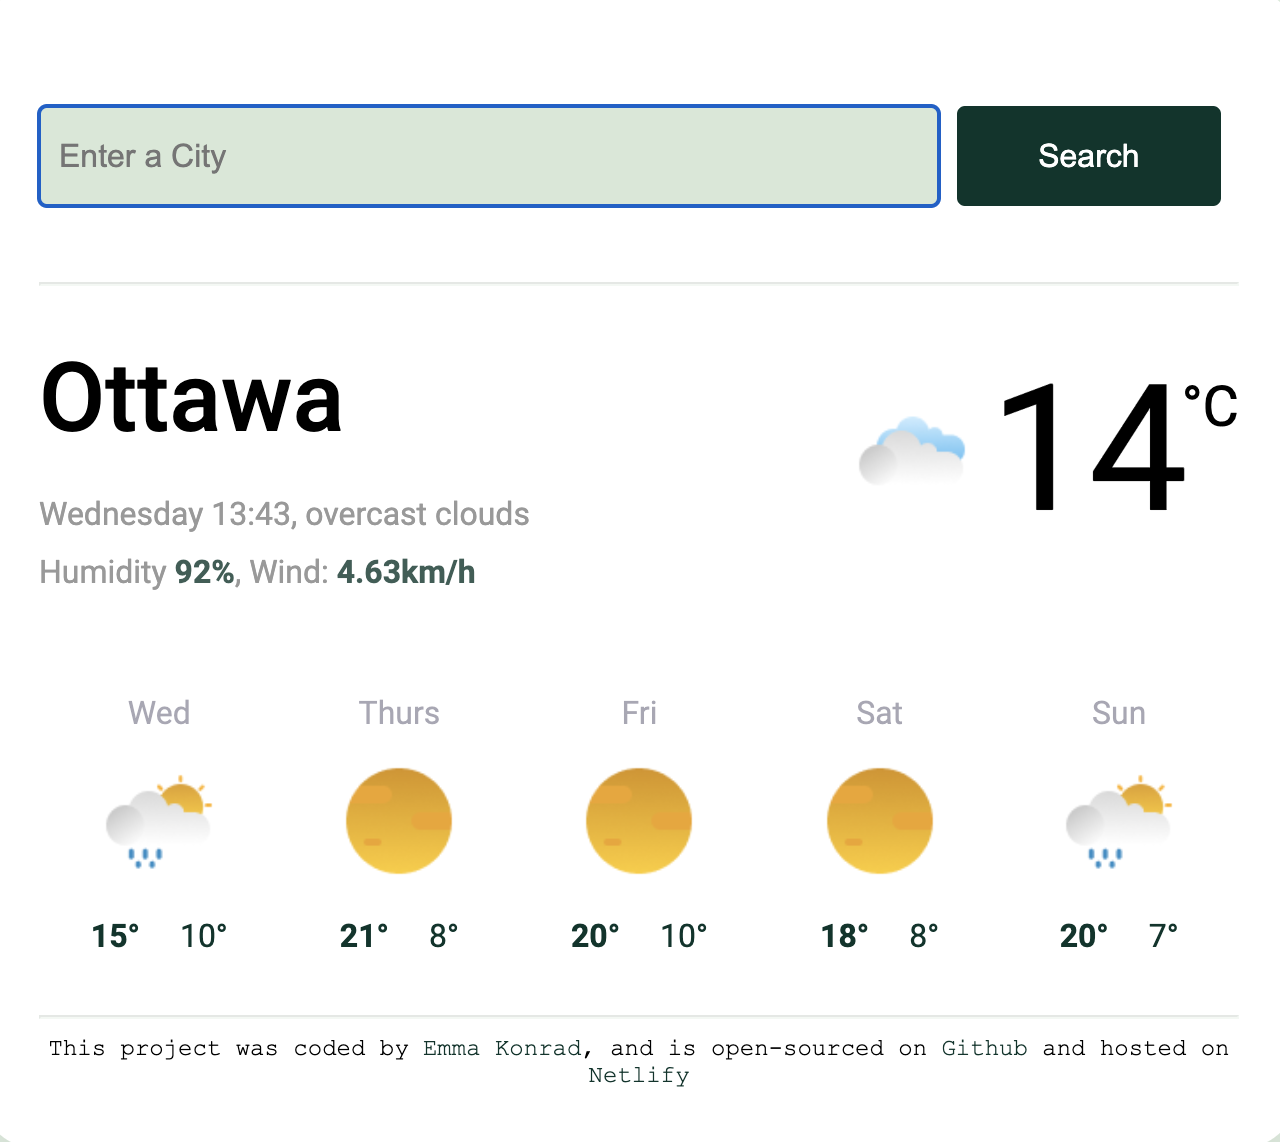 Enter a City
Search
Ottawa
14°C
Wednesday 13:43, overcast clouds
Humidity 92%, Wind: 4.63km/h
Wed Thurs Fri Sat Sun
15° 10° 21° 8° 20° 10° 18° 8° 20° 7°
This project was coded by Emma Konrad, and is open-sourced on Github and hosted on
Netlify